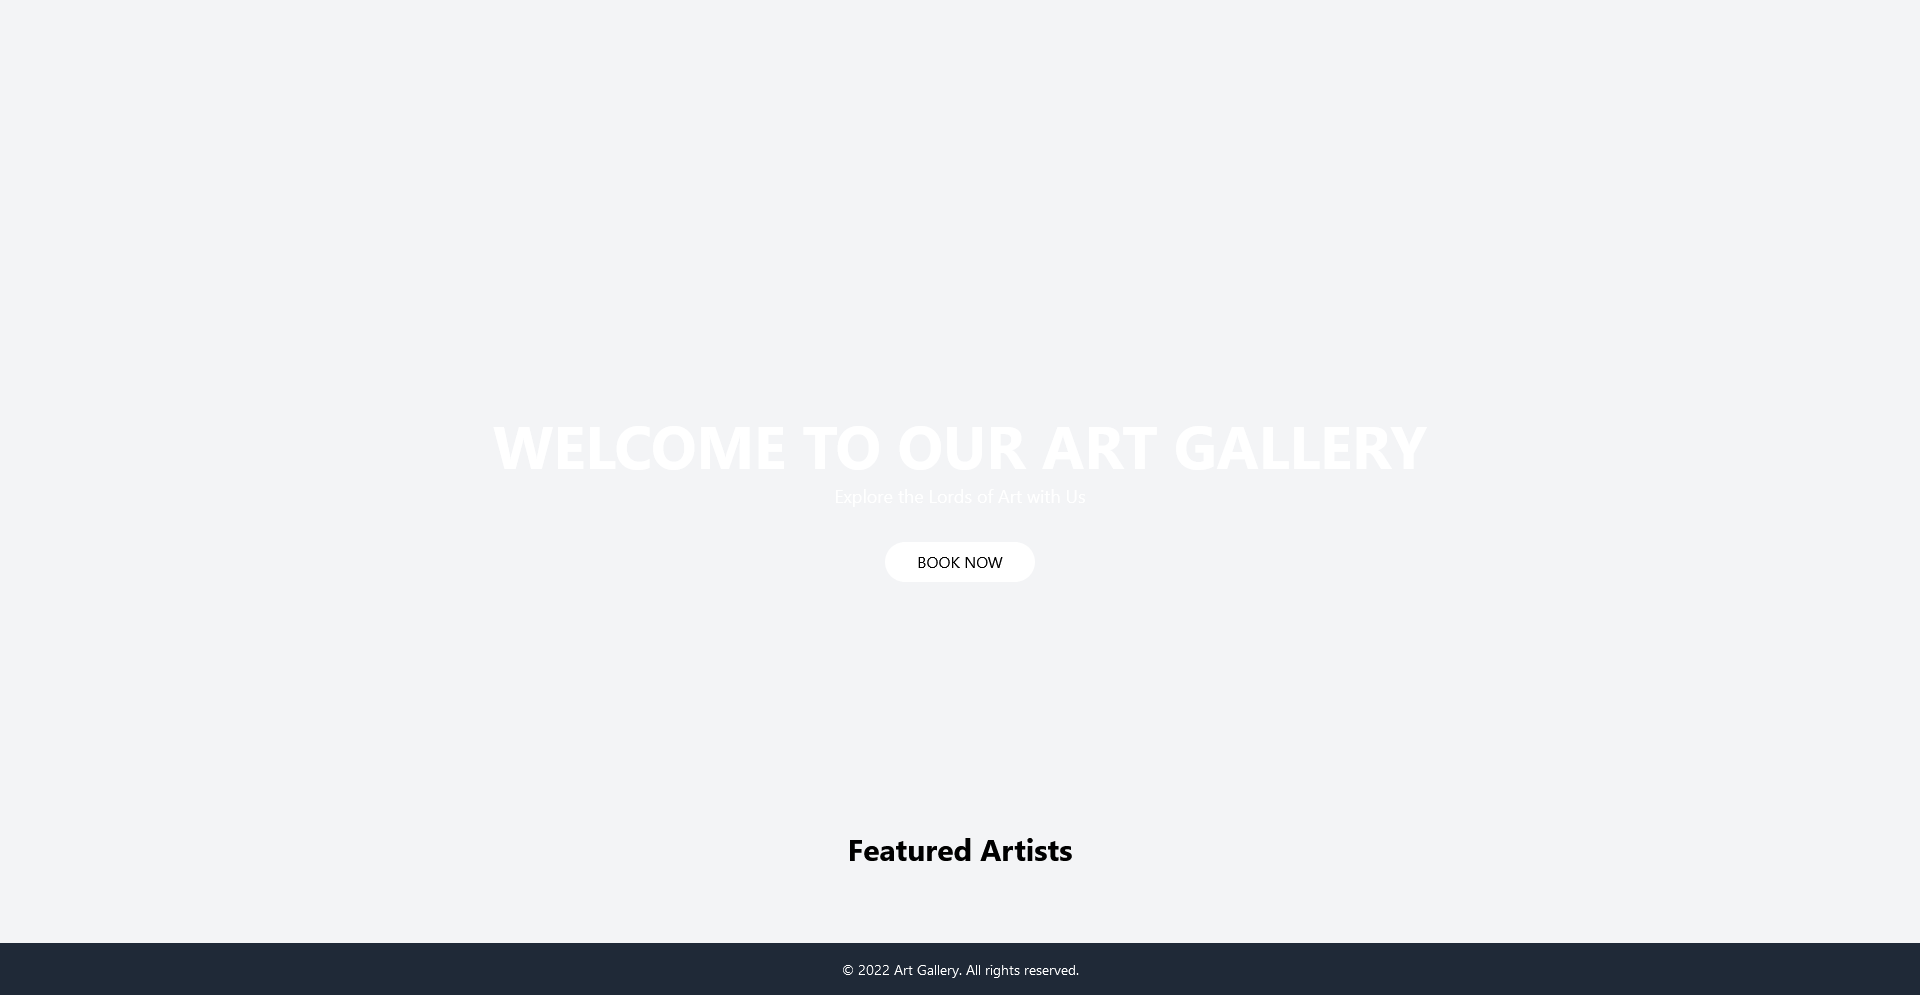 WELCOME TO OUR ART GALLERY
Explore the Lords of Art with Us
BOOK NOW
Featured Artists
© 2022 Art Gallery. All rights reserved.